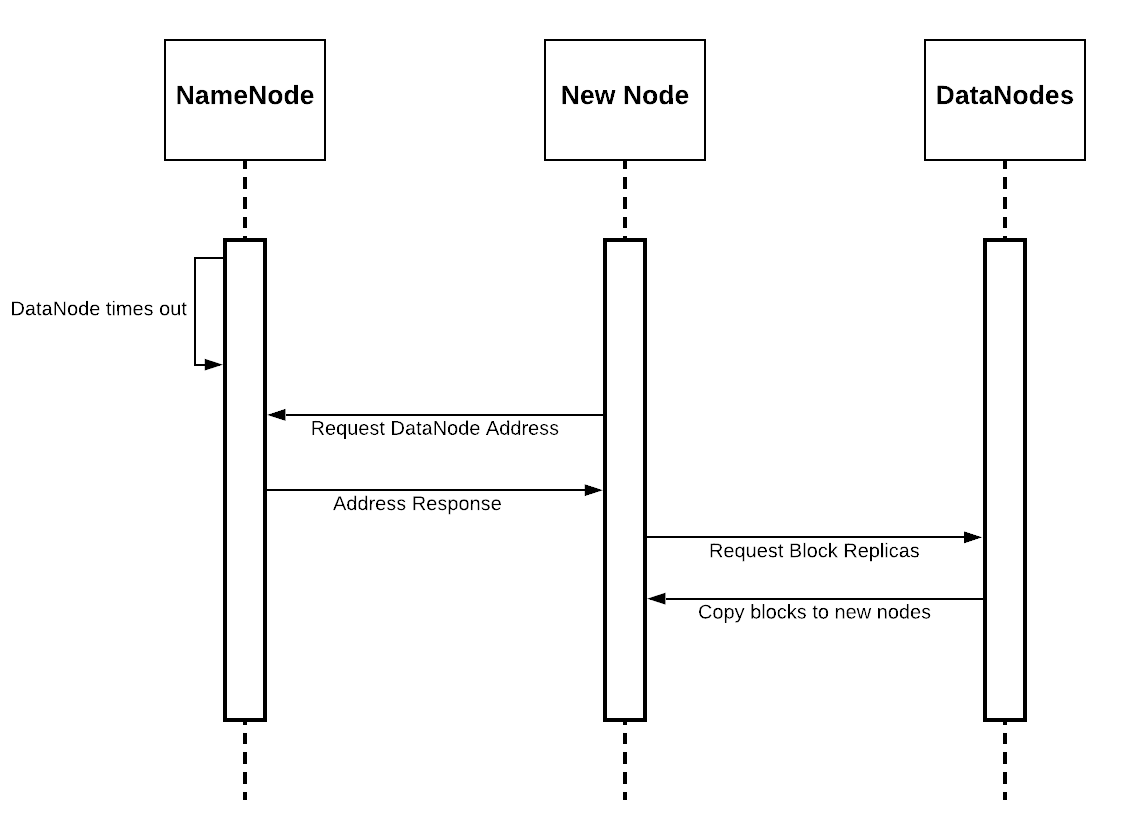 NameNode
New Node
DataNodes
DataNode times out
Request DataNode Address
Address Response
Request Block Replicas
Copy blocks to new nodes